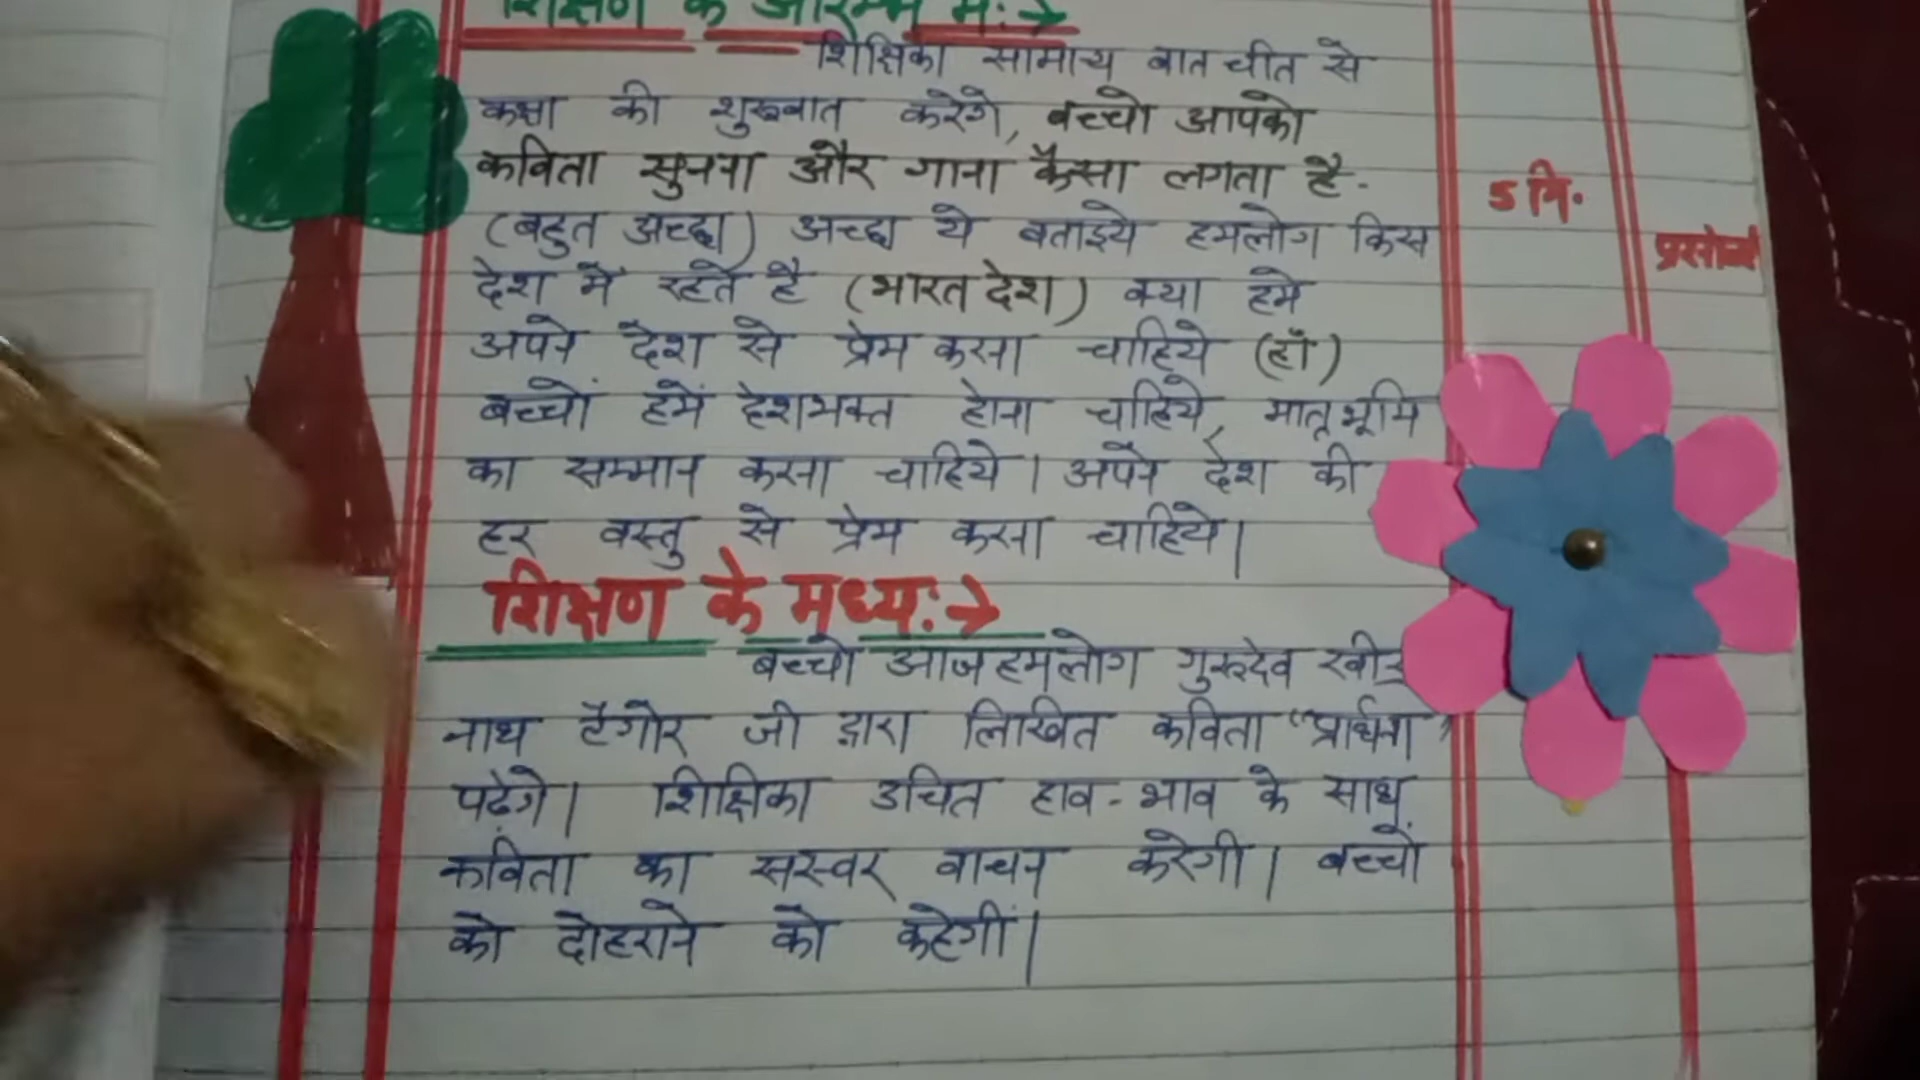 शिक्षण के आरम्भ में:→
शिक्षिका सामान्य बात चीत से
कक्षा की शुरूवात करेंगे, बच्चो आपको
कविता सुनना और गाना कैसा लगता है.
(बहुत अच्छा) अच्छा ये बताइये हमलोग किस
देश में रहते है (भारत देश) क्या हमें
अपने देश से प्रेम करना चाहिये (हाँ)
बच्चों हमें देशभक्त होना चाहिये, मातृभूमि
का सम्मान करना चाहिये। अपने देश की
हर वस्तु से प्रेम करना चाहिये।
5 मि.
शिक्षण के मध्य:→
बच्चो आज हमलोग गुरूदेव रवीन्द्र
नाथ टैगोर जी द्वारा लिखित कविता "प्रार्थना"
पढ़ेंगे। शिक्षिका उचित हाव-भाव के साथ
कविता का सस्वर वाचन करेगी। बच्चों
को दोहराने को कहेगीं।